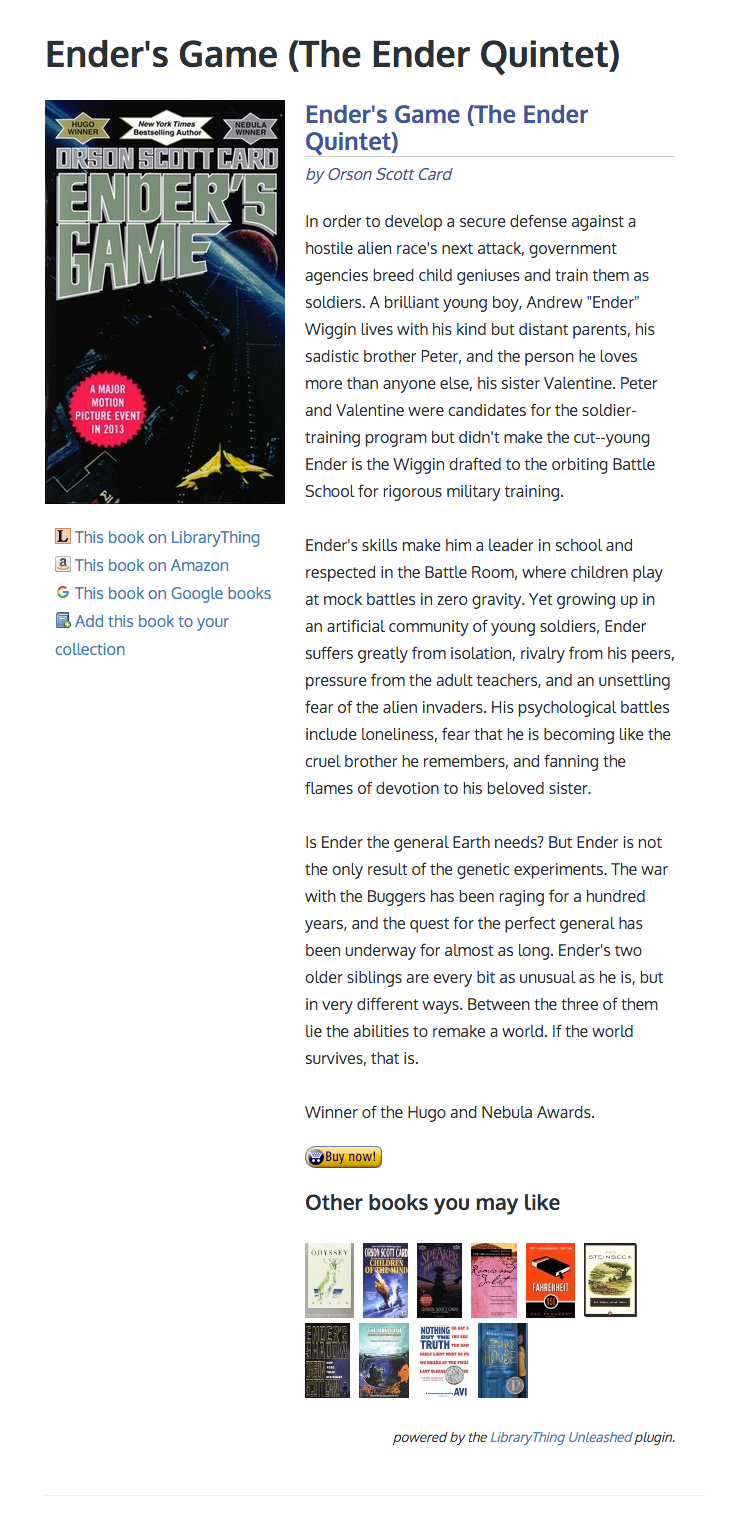 Ender's Game (The Ender Quintet)
HUGO
WINNER
New York Times
Bestselling Author
NEBULA
WINNER
ORSON SCOTT CARD
ENDER'S
GAME
A MAJOR
MOTION
PICTURE EVENT
IN 2013
This book on LibraryThing
This book on Amazon
This book on Google books
Add this book to your
collection
Ender's Game (The Ender
Quintet)
by Orson Scott Card
In order to develop a secure defense against a
hostile alien race's next attack, government
agencies breed child geniuses and train them as
soldiers. A brilliant young boy, Andrew "Ender"
Wiggin lives with his kind but distant parents, his
sadistic brother Peter, and the person he loves
more than anyone else, his sister Valentine. Peter
and Valentine were candidates for the soldier-
training program but didn't make the cut--young
Ender is the Wiggin drafted to the orbiting Battle
School for rigorous military training.
Ender's skills make him a leader in school and
respected in the Battle Room, where children play
at mock battles in zero gravity. Yet growing up in
an artificial community of young soldiers, Ender
suffers greatly from isolation, rivalry from his peers,
pressure from the adult teachers, and an unsettling
fear of the alien invaders. His psychological battles
include loneliness, fear that he is becoming like the
cruel brother he remembers, and fanning the
flames of devotion to his beloved sister.
Is Ender the general Earth needs? But Ender is not
the only result of the genetic experiments. The war
with the Buggers has been raging for a hundred
years, and the quest for the perfect general has
been underway for almost as long. Ender's two
older siblings are every bit as unusual as he is, but
in very different ways. Between the three of them
lie the abilities to remake a world. If the world
survives, that is.
Winner of the Hugo and Nebula Awards.
Buy now!
Other books you may like
ODYSSEY
ORSON SCOTT CARD
CHILDREN
OF THE MIND
SPEAKER
ORSON SCOTT CARD
Romeo and
Juliet
FAHRENHEIT
451
STEINBECK
ENDER'S
SHADOW
ORSON
SCOTT CARD
NOTHING
BUT THE
TRUTH
AVI
HOUSE
powered by the LibraryThing Unleashed plugin.